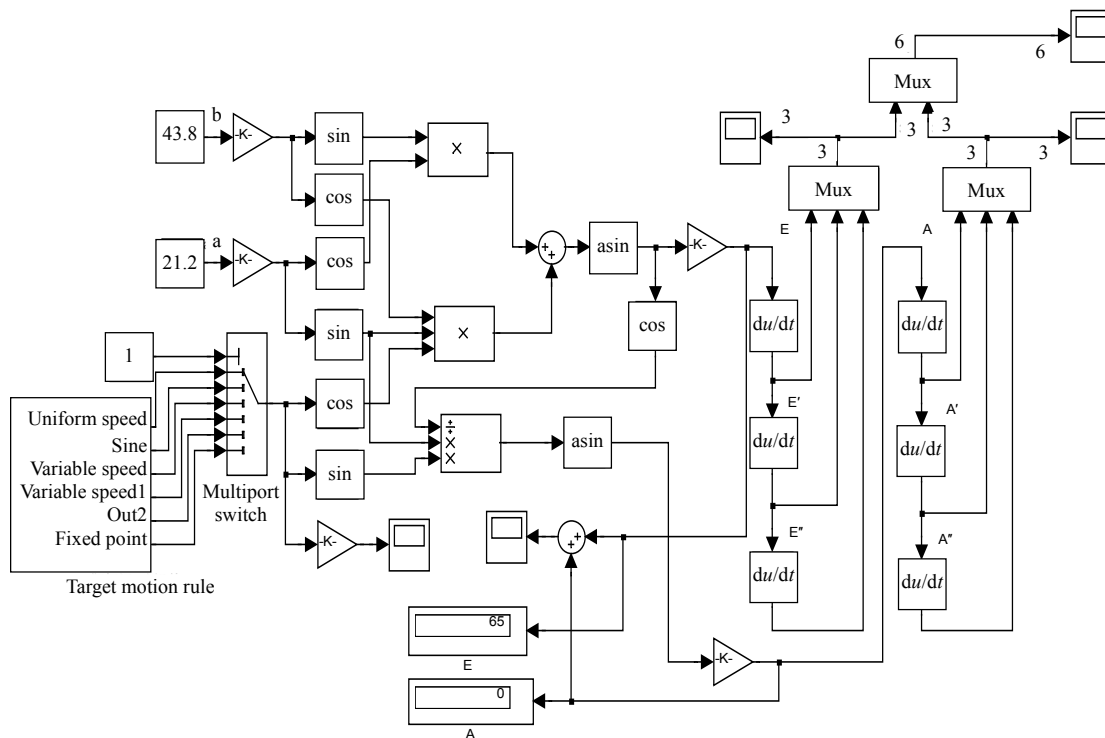 6
6
Mux
3
3
3
3
3
3
Mux
Mux
b
43.8
-K-
sin
×
cos
E
A
a
21.2
-K-
cos
+
+
asin
-K-
du/dt
du/dt
sin
×
cos
1
cos
E′
A′
Uniform speed
Sine
Variable speed
Variable speed1
Out2
Fixed point
÷
×
×
asin
du/dt
du/dt
sin
Multiport
switch
-K-
+
+
E″
A″
du/dt
du/dt
Target motion rule
65
E
-K-
0
A